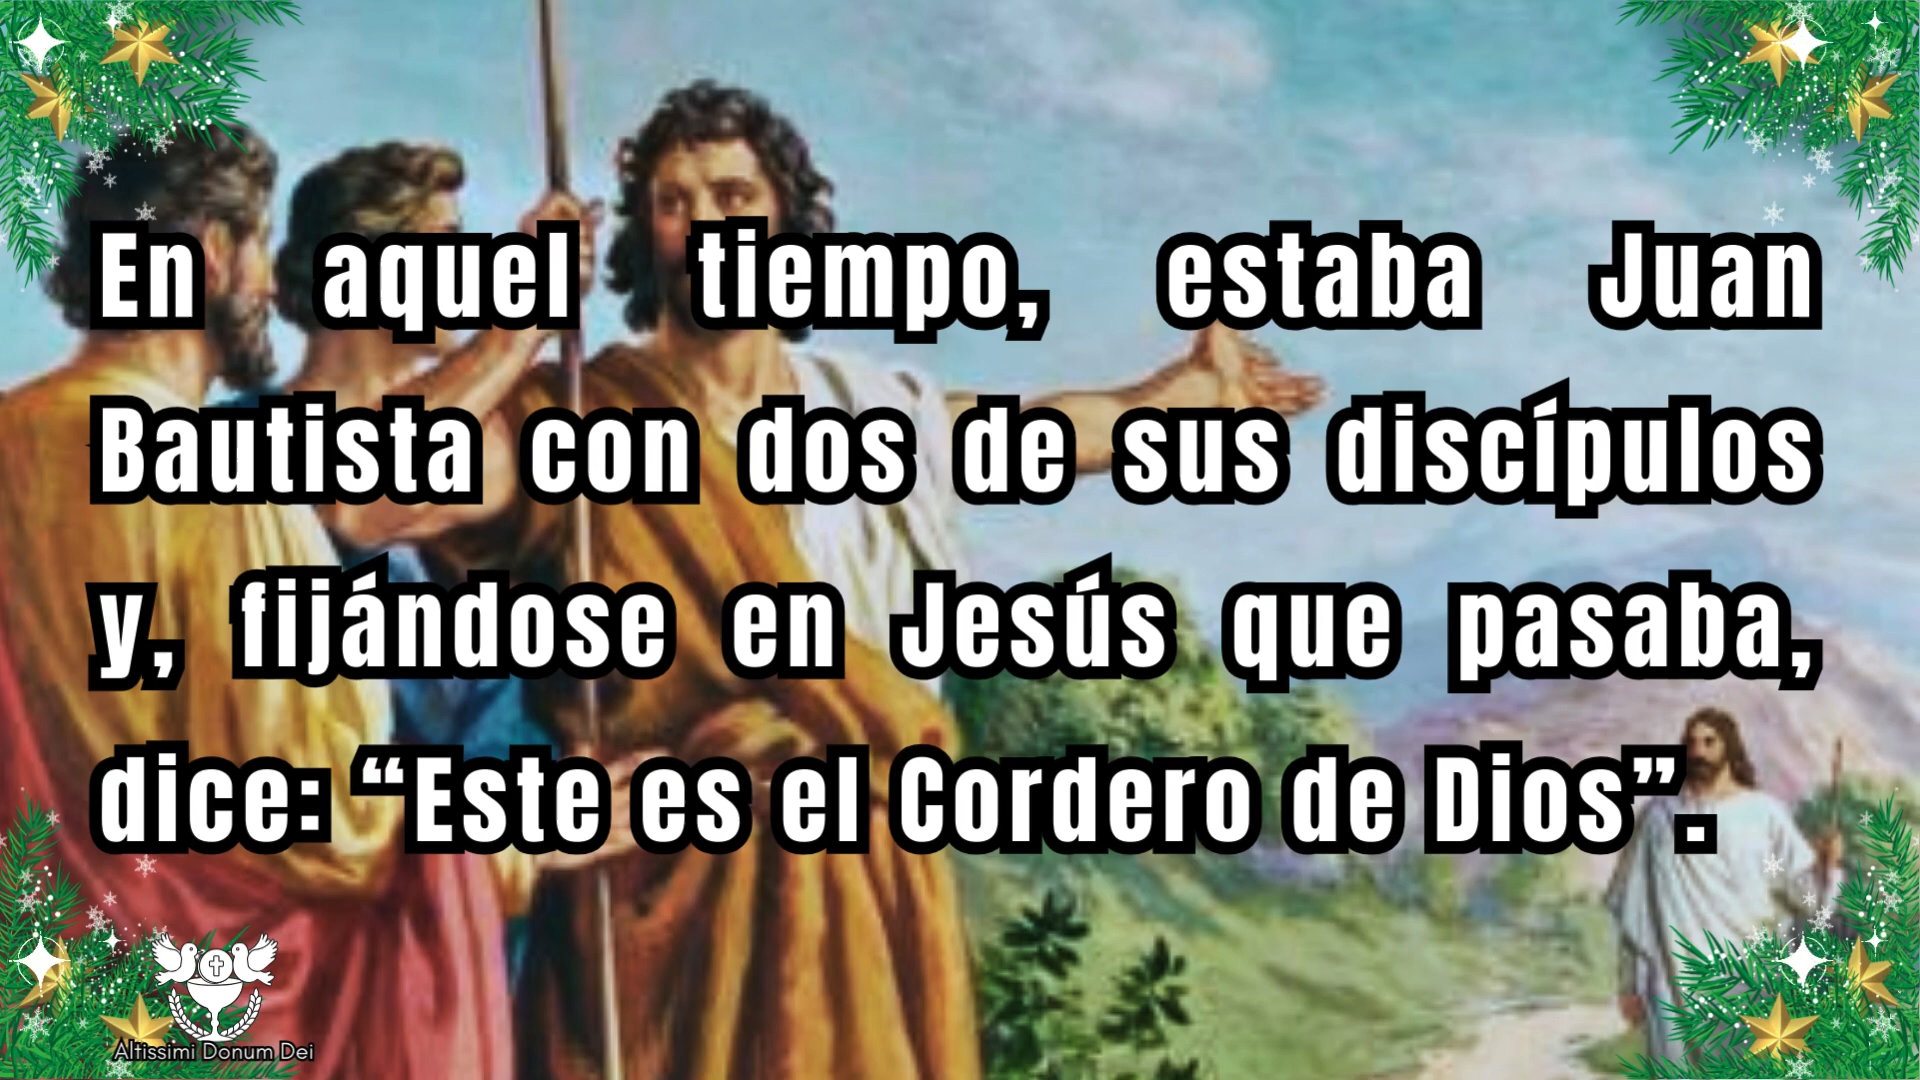 En aquel tiempo, estaba Juan
Bautista con dos de sus discípulos
y, fijándose en Jesús que pasaba,
dice: “Este es el Cordero de Dios”.
Altissimi Donum Dei